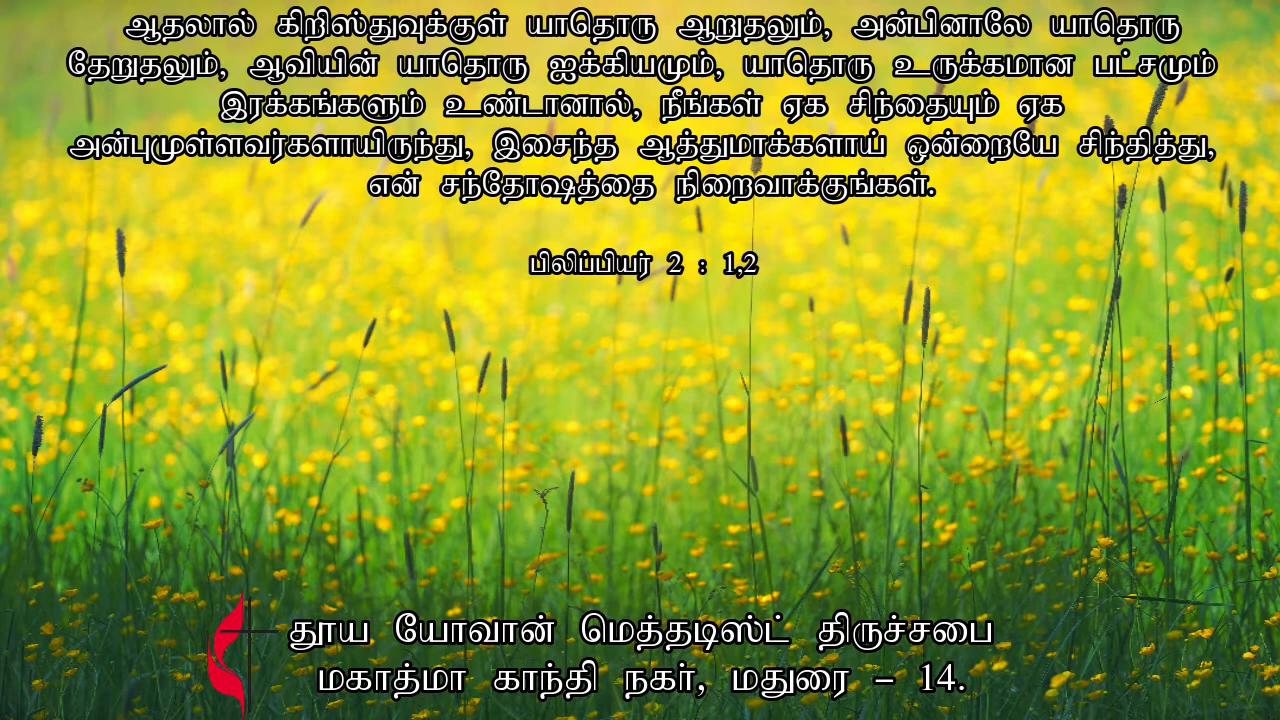 ஆதலால் கிறிஸ்துவுக்குள் யாதொரு ஆறுதலும், அன்பினாலே யாதொரு
தேறுதலும், ஆவியின் யாதொரு ஐக்கியமும், யாதொரு உருக்கமான பட்சமும்
இரக்கங்களும் உண்டானால், நீங்கள் ஏக சிந்தையும் ஏக
அன்புமுள்ளவர்களாயிருந்து, இசைந்த ஆத்துமாக்களாய் ஒன்றையே சிந்தித்து,
என் சந்தோஷத்தை நிறைவாக்குங்கள்.
பிலிப்பியர் 2 : 1,2
தூய யோவான் மெத்தடிஸ்ட் திருச்சபை
மகாத்மா காந்தி நகர், மதுரை – 14.